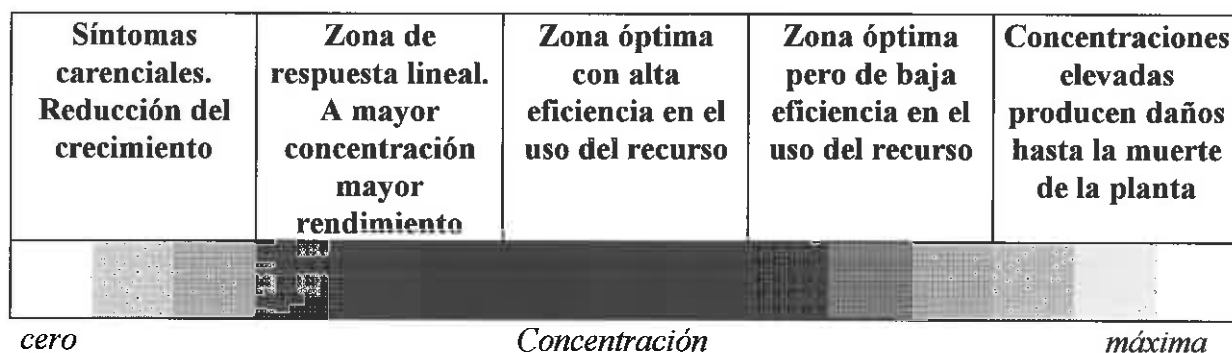 Síntomas
carenciales.
Reducción del
crecimiento
Zona de
respuesta lineal.
A mayor
concentración
mayor
rendimiento
Zona óptima
con alta
eficiencia en el
uso del recurso
Zona óptima
pero de baja
eficiencia en el
uso del recurso
Concentraciones
elevadas
producen daños
hasta la muerte
de la planta
cero
Concentración
máxima